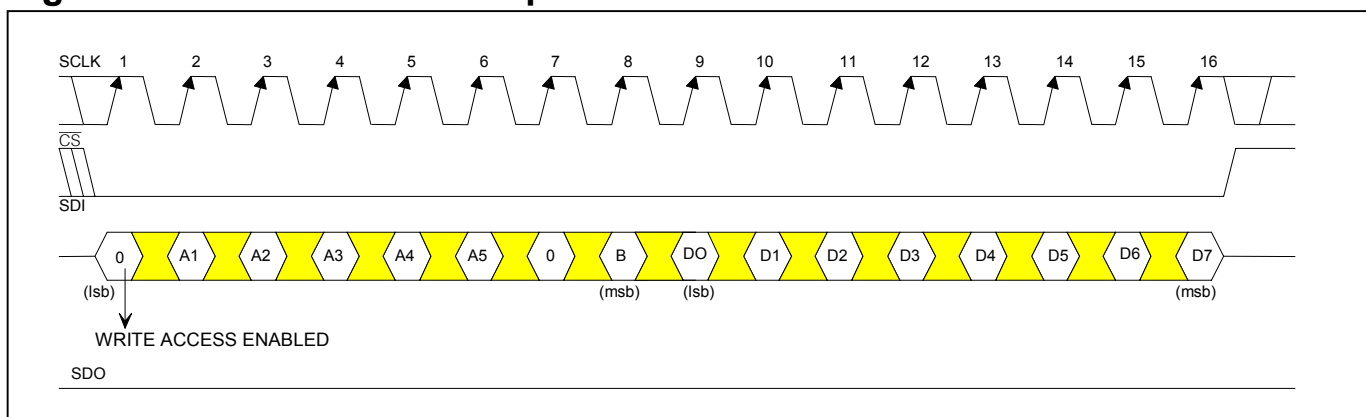 SCLK 1 2 3 4 5 6 7 8 9 10 11 12 13 14 15 16
CS
SDI
0 A1 A2 A3 A4 A5 0 B DO D1 D2 D3 D4 D5 D6 D7
(lsb) (msb) (lsb) (msb)
WRITE ACCESS ENABLED
SDO